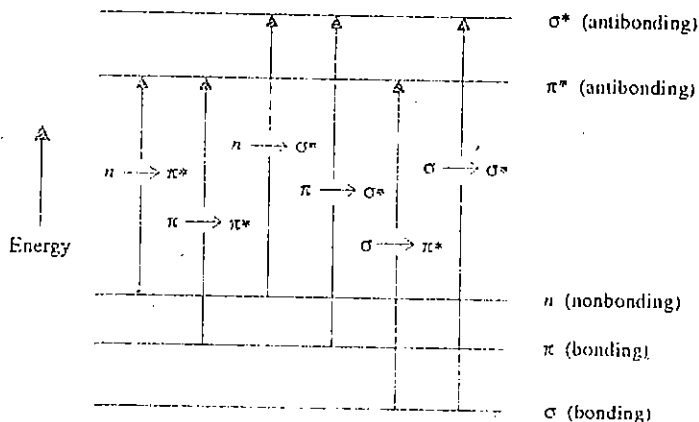 σ* (antibonding)
π* (antibonding)
n → σ*
n → π*
σ → σ*
π → σ*
π → π*
σ → π*
Energy
n (nonbonding)
π (bonding)
σ (bonding)